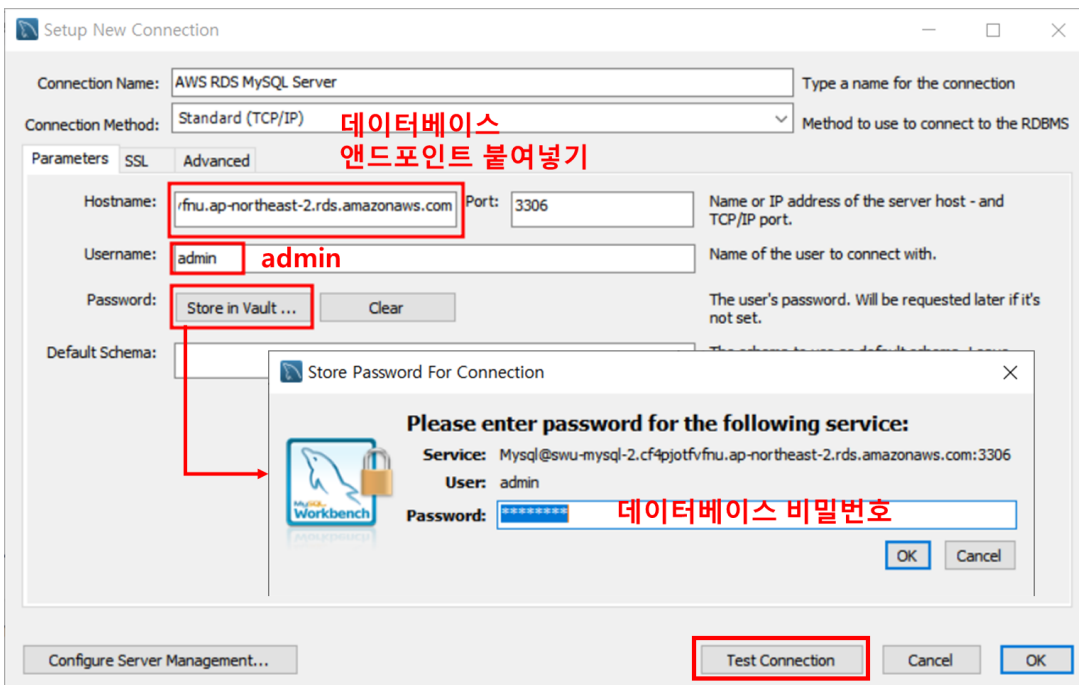 Setup New Connection
Connection Name: AWS RDS MySQL Server Type a name for the connection
Connection Method: Standard (TCP/IP) Method to use to connect to the RDBMS
데이터베이스
앤드포인트 붙여넣기
Parameters SSL Advanced
Hostname: rfnu.ap-northeast-2.rds.amazonaws.com Port: 3306 Name or IP address of the server host - and
TCP/IP port.
Username: admin admin Name of the user to connect with.
Password: Store in Vault ... Clear The user's password. Will be requested later if it's
not set.
Default Schema:
Store Password For Connection
Please enter password for the following service:
Service: Mysql@swu-mysql-2.cf4pjotfvfnu.ap-northeast-2.rds.amazonaws.com:3306
User: admin
MySQL
Workbench
Password: ******** 데이터베이스 비밀번호
OK Cancel
Configure Server Management... Test Connection Cancel OK